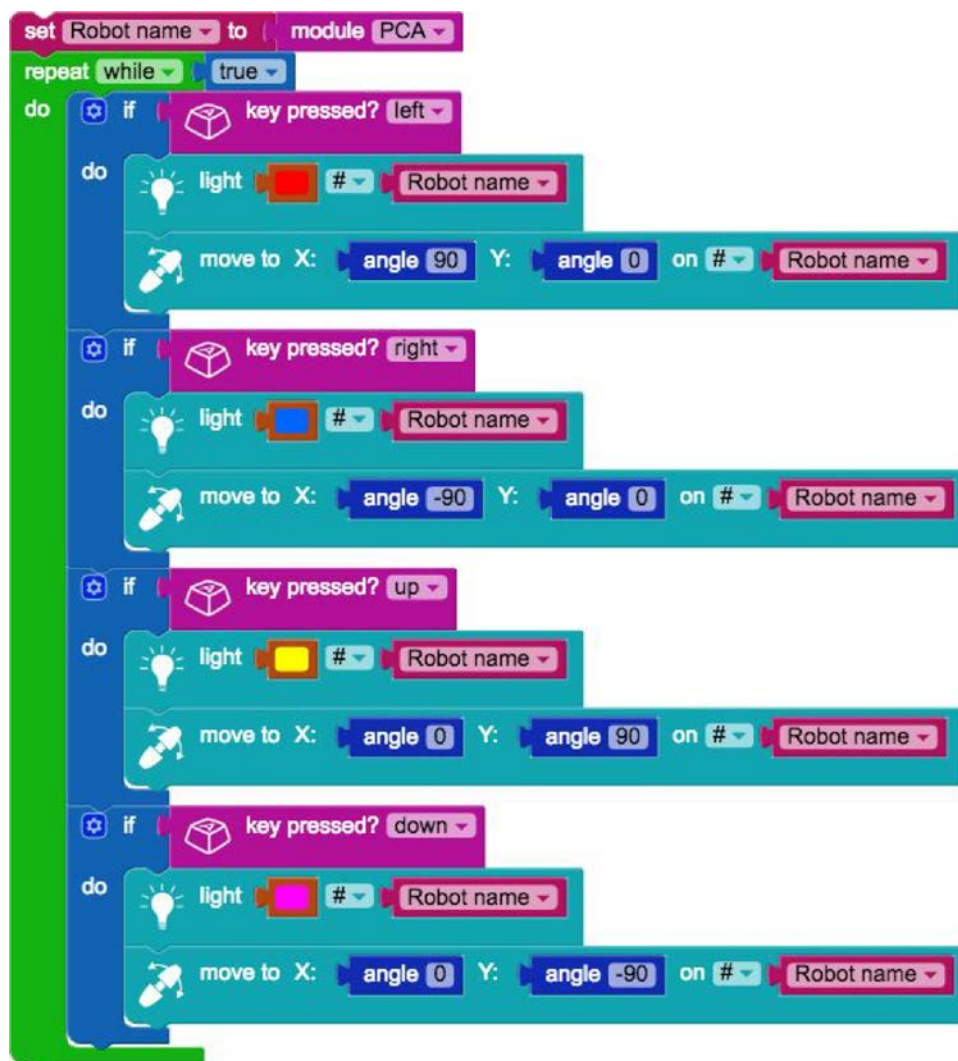 set Robot name to module PCA
repeat while true
do if key pressed? left
do light # Robot name
move to X: angle 90 Y: angle 0 on # Robot name
if key pressed? right
do light # Robot name
move to X: angle -90 Y: angle 0 on # Robot name
if key pressed? up
do light # Robot name
move to X: angle 0 Y: angle 90 on # Robot name
if key pressed? down
do light # Robot name
move to X: angle 0 Y: angle -90 on # Robot name